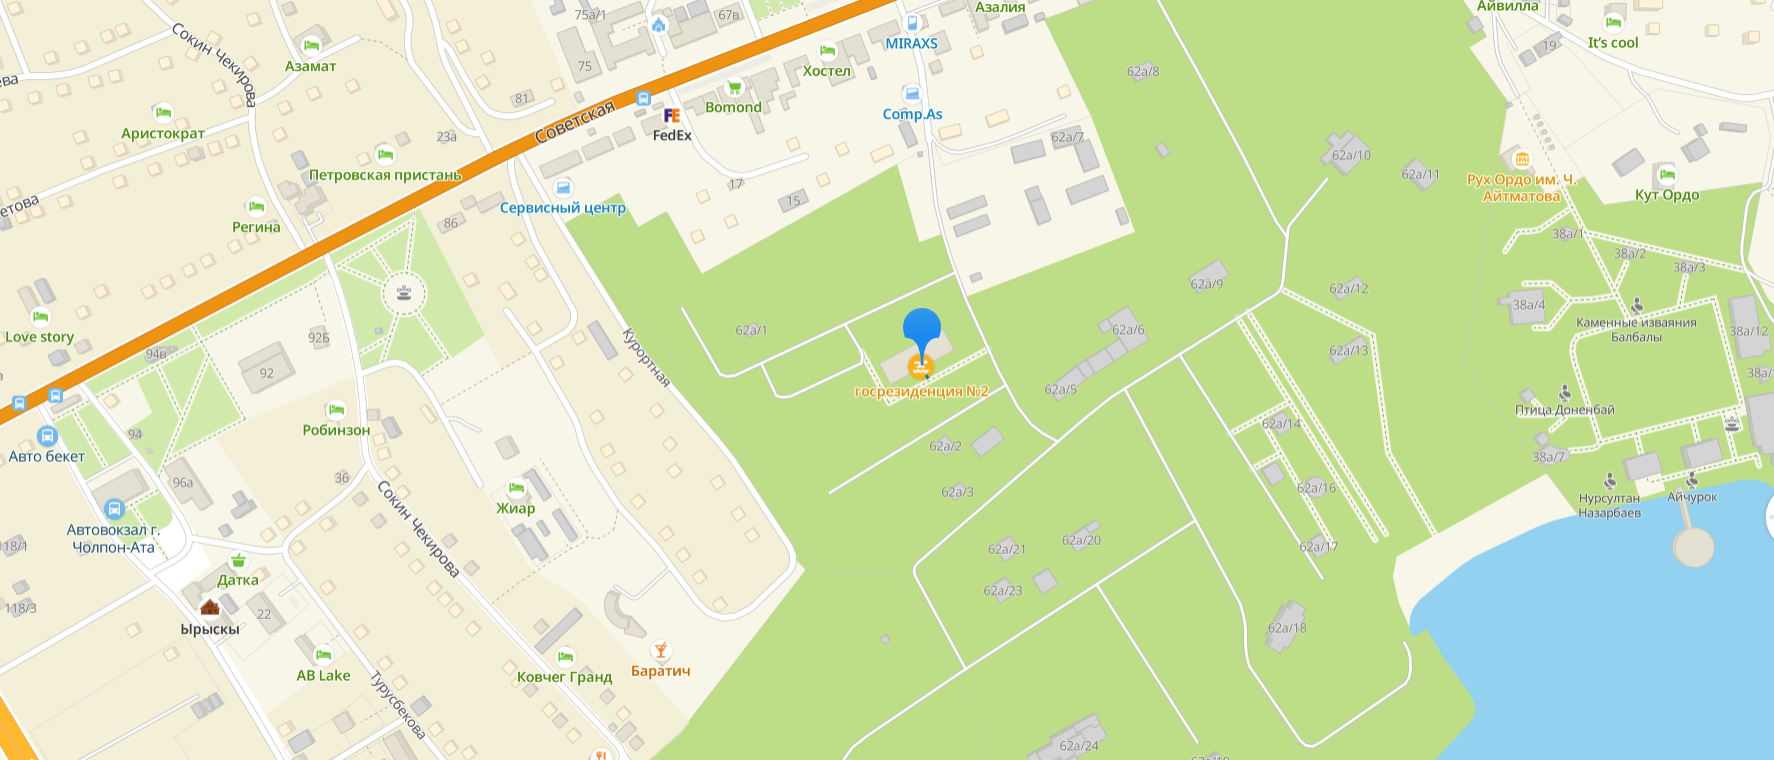 75а/1
67в
Азалия
Айвилла
Сокин Чекирова
Азамат
75
Хостел
MIRAXS
62а/8
19
It's cool
ева
81
Bomond
Comp.As
Аристократ
23а
Советская
FedEx
62а/7
62а/10
62а/11
Рух Ордо им. Ч.
Айтматова
Кут Ордо
Петровская пристань
Сервисный центр
17
15
етова
Регина
86
38а/1
38а/2
38а/3
62а/9
62а/12
38а/4
Каменные изваяния
Балбалы
38а/12
Love story
92Б
94в
92
Курортная
62а/1
62а/6
62а/13
38а/
госрезиденция №2
62а/5
Птица Доненбай
Робинзон
94
Авто бекет
62а/2
62а/14
38а/7
96а
36
Жиар
Сокин Чекирова
62а/3
62а/16
Нурсултан
Назарбаев
Айчурок
Автовокзал г.
Чолпон-Ата
118/1
62а/21
62а/20
62а/17
Датка
62а/23
118/3
22
Ырыскы
62а/18
AB Lake
Турусбекова
Ковчег Гранд
Баратич
62а/24